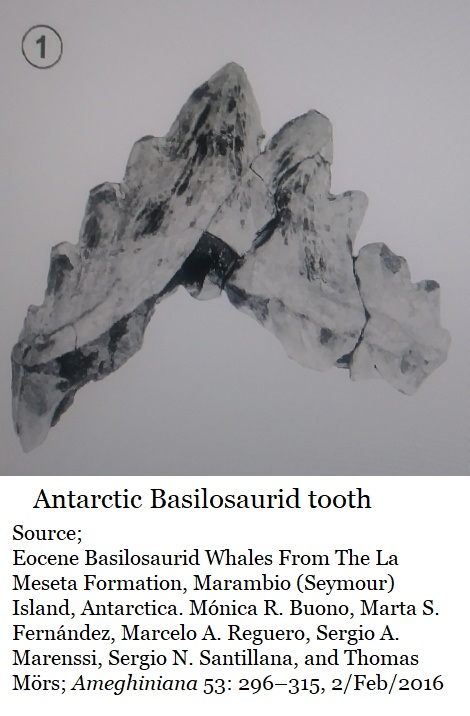 1
Antarctic Basilosaurid tooth
Source;
Eocene Basilosaurid Whales From The La
Meseta Formation, Marambio (Seymour)
Island, Antarctica. Mónica R. Buono, Marta S.
Fernández, Marcelo A. Reguero, Sergio A.
Marenssi, Sergio N. Santillana, and Thomas
Mörs; Ameghiniana 53: 296–315, 2/Feb/2016